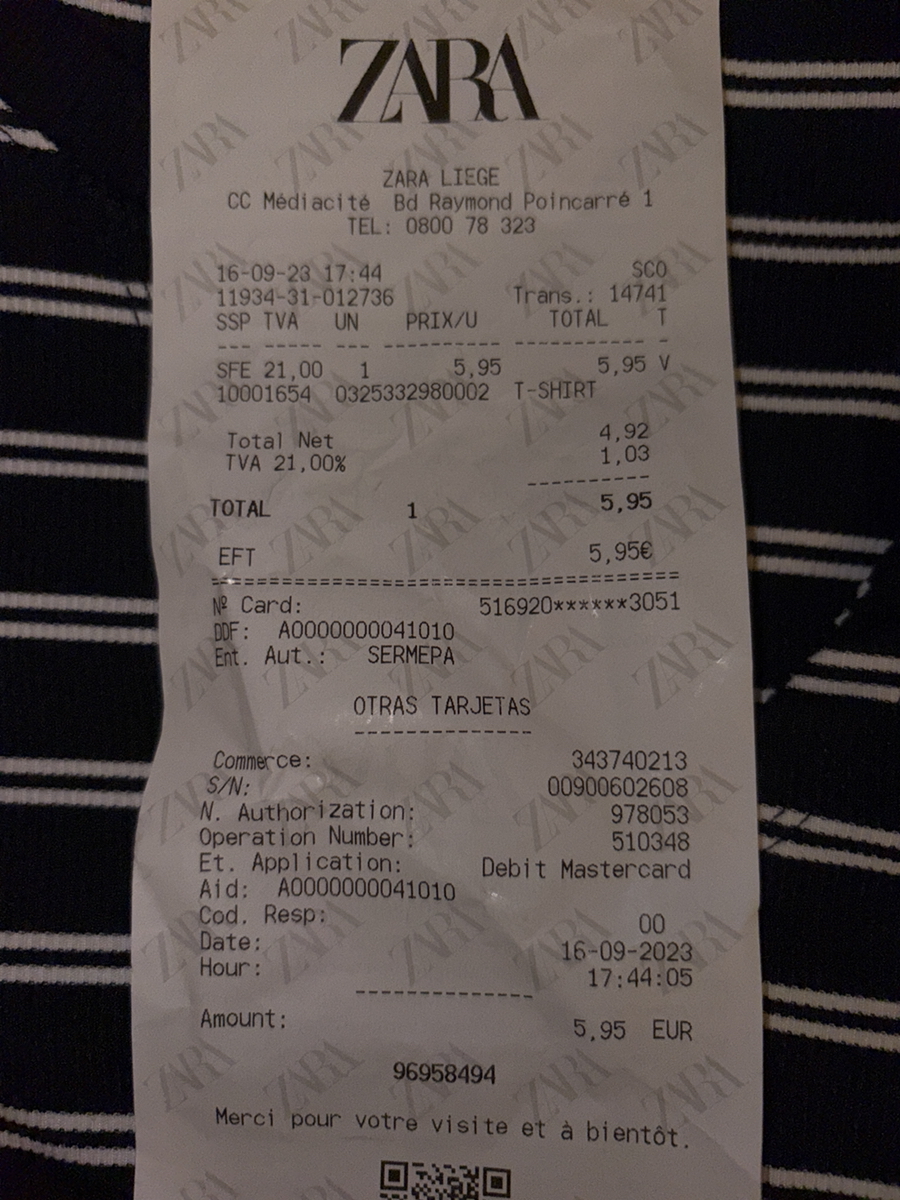 ZARA
ZARA LIEGE
CC Médiacité Bd Raymond Poincarré 1
TEL: 0800 78 323
16-09-23 17:44 SCO
11934-31-012736 Trans.: 14741
SSP TVA UN PRIX/U TOTAL T
--- ----- --- ---------- ----------- -
SFE 21,00 1 5,95 5,95 V
10001654 0325332980002 T-SHIRT
Total Net 4,92
TVA 21,00% 1,03
----------
TOTAL 1 5,95
EFT 5,95€
========================================
Nº Card: 516920******3051
DDF: A0000000041010
Ent. Aut.: SERMEPA
OTRAS TARJETAS
--------------
Commerce: 343740213
S/N: 00900602608
N. Authorization: 978053
Operation Number: 510348
Et. Application: Debit Mastercard
Aid: A0000000041010
Cod. Resp: 00
Date: 16-09-2023
Hour: 17:44:05
--------------
Amount: 5,95 EUR
96958494
Merci pour votre visite et à bientôt.